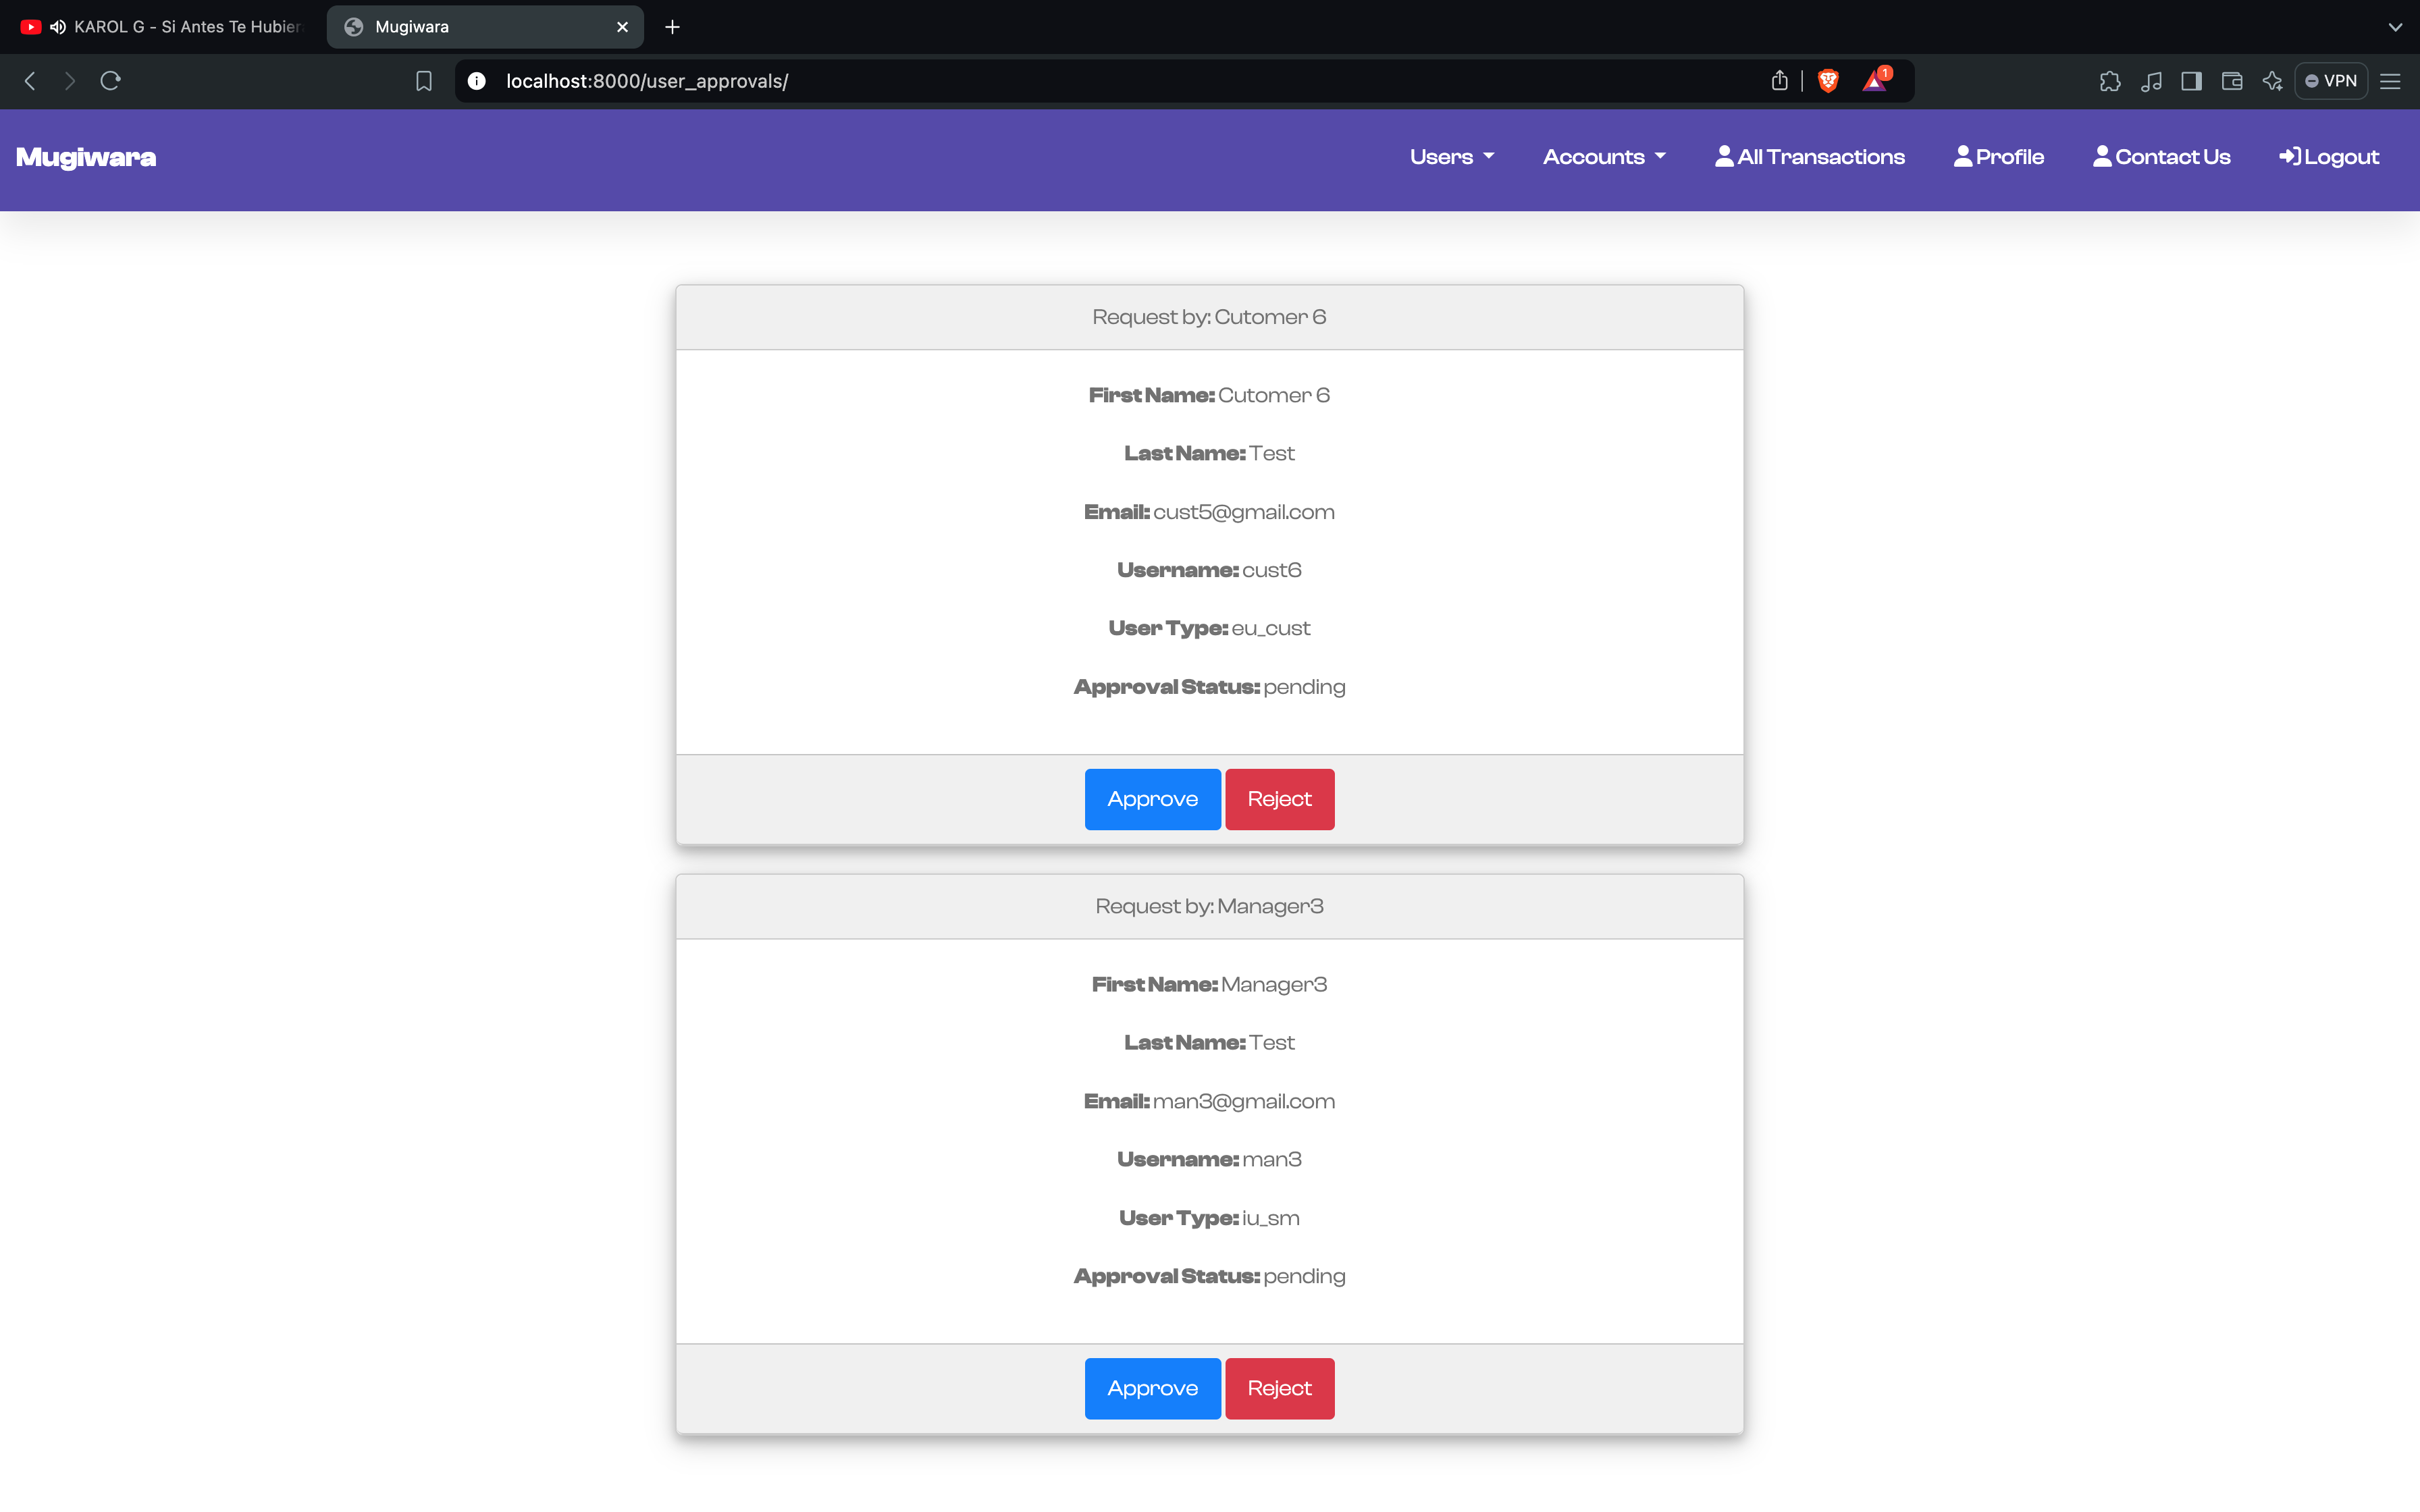 KAROL G - Si Antes Te Hubier
Mugiwara
localhost:8000/user_approvals/
1
VPN
Mugiwara
Users
Accounts
All Transactions
Profile
Contact Us
Logout
Request by: Cutomer 6
First Name: Cutomer 6
Last Name: Test
Email: cust5@gmail.com
Username: cust6
User Type: eu_cust
Approval Status: pending
Approve
Reject
Request by: Manager3
First Name: Manager3
Last Name: Test
Email: man3@gmail.com
Username: man3
User Type: iu_sm
Approval Status: pending
Approve
Reject